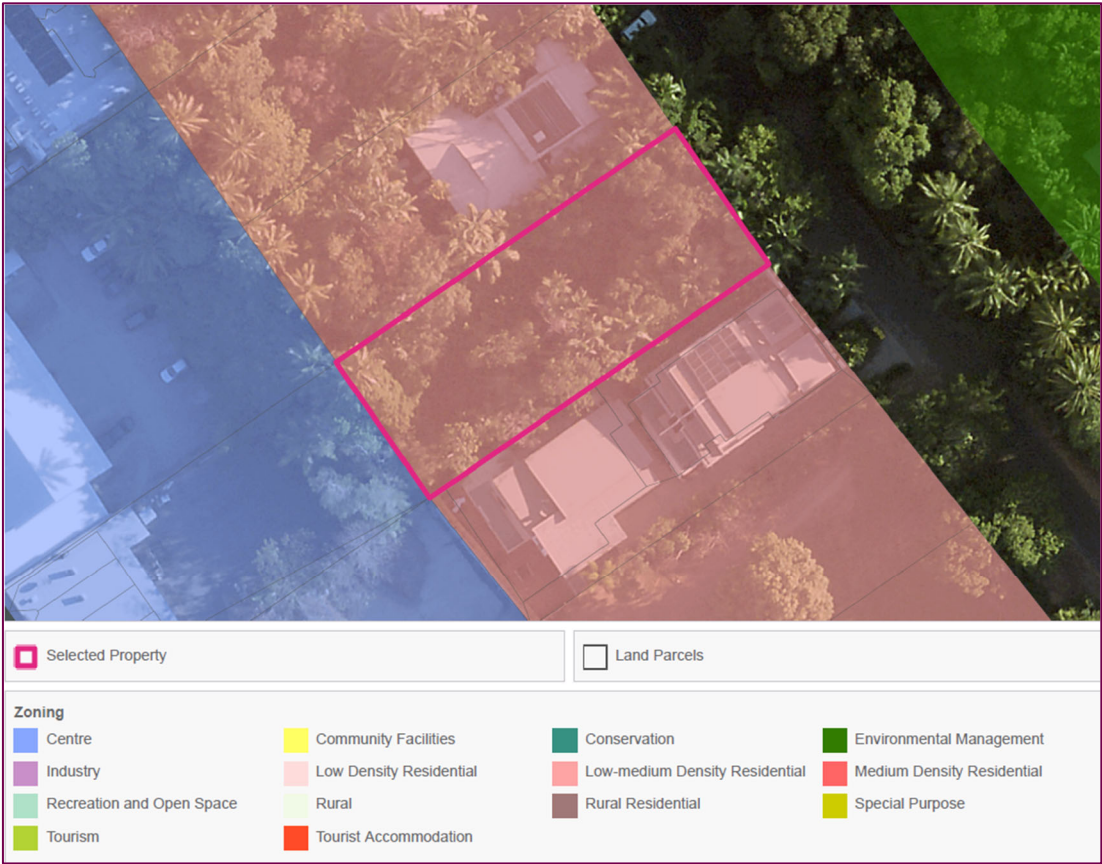 Selected Property
Land Parcels
Zoning
Centre
Community Facilities
Conservation
Environmental Management
Industry
Low Density Residential
Low-medium Density Residential
Medium Density Residential
Recreation and Open Space
Rural
Rural Residential
Special Purpose
Tourism
Tourist Accommodation